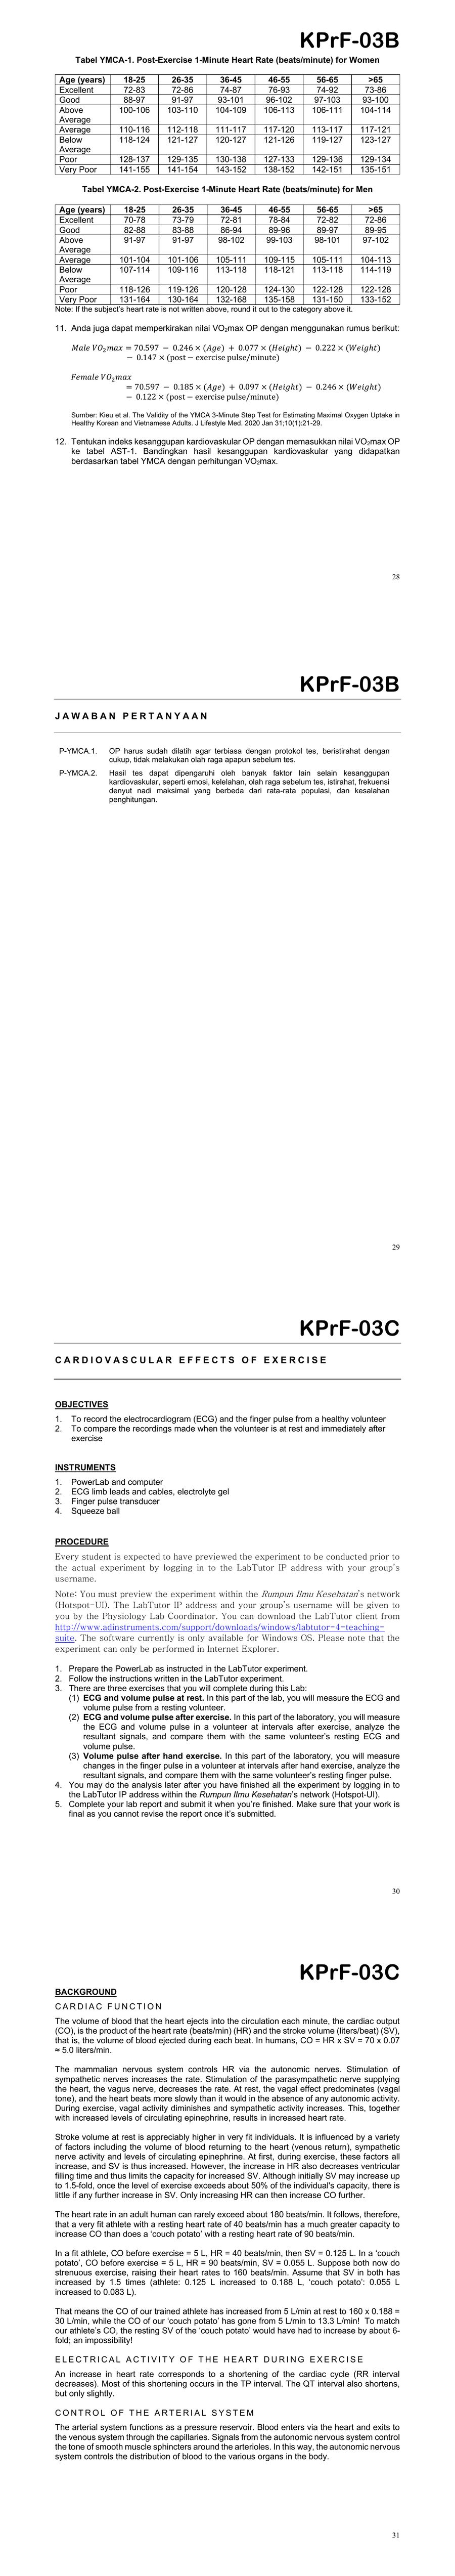 KPrF-03B
Tabel YMCA-1. Post-Exercise 1-Minute Heart Rate (beats/minute) for Women
Age (years) 18-25 26-35 36-45 46-55 56-65 >65
Excellent 72-83 72-86 74-87 76-93 74-92 73-86
Good 88-97 91-97 93-101 96-102 97-103 93-100
Above 100-106 103-110 104-109 106-113 106-111 104-114
Average
Average 110-116 112-118 111-117 117-120 113-117 117-121
Below 118-124 121-127 120-127 121-126 119-127 123-127
Average
Poor 128-137 129-135 130-138 127-133 129-136 129-134
Very Poor 141-155 141-154 143-152 138-152 142-151 135-151
Tabel YMCA-2. Post-Exercise 1-Minute Heart Rate (beats/minute) for Men
Age (years) 18-25 26-35 36-45 46-55 56-65 >65
Excellent 70-78 73-79 72-81 78-84 72-82 72-86
Good 82-88 83-88 86-94 89-96 89-97 89-95
Above 91-97 91-97 98-102 99-103 98-101 97-102
Average
Average 101-104 101-106 105-111 109-115 105-111 104-113
Below 107-114 109-116 113-118 118-121 113-118 114-119
Average
Poor 118-126 119-126 120-128 124-130 122-128 122-128
Very Poor 131-164 130-164 132-168 135-158 131-150 133-152
Note: If the subject's heart rate is not written above, round it out to the category above it.
11. Anda juga dapat memperkirakan nilai VO₂max OP dengan menggunakan rumus berikut:
Male VO₂max = 70.597 − 0.246 × (Age) + 0.077 × (Height) − 0.222 × (Weight)
− 0.147 × (post − exercise pulse/minute)
Female VO₂max
= 70.597 − 0.185 × (Age) + 0.097 × (Height) − 0.246 × (Weight)
− 0.122 × (post − exercise pulse/minute)
Sumber: Kieu et al. The Validity of the YMCA 3-Minute Step Test for Estimating Maximal Oxygen Uptake in
Healthy Korean and Vietnamese Adults. J Lifestyle Med. 2020 Jan 31;10(1):21-29.
12. Tentukan indeks kesanggupan kardiovaskular OP dengan memasukkan nilai VO₂max OP
ke tabel AST-1. Bandingkan hasil kesanggupan kardiovaskular yang didapatkan
berdasarkan tabel YMCA dengan perhitungan VO₂max.
28
KPrF-03B
JAWABAN PERTANYAAN
P-YMCA.1. OP harus sudah dilatih agar terbiasa dengan protokol tes, beristirahat dengan
cukup, tidak melakukan olah raga apapun sebelum tes.
P-YMCA.2. Hasil tes dapat dipengaruhi oleh banyak faktor lain selain kesanggupan
kardiovaskular, seperti emosi, kelelahan, olah raga sebelum tes, istirahat, frekuensi
denyut nadi maksimal yang berbeda dari rata-rata populasi, dan kesalahan
penghitungan.
29
KPrF-03C
CARDIOVASCULAR EFFECTS OF EXERCISE
OBJECTIVES
1. To record the electrocardiogram (ECG) and the finger pulse from a healthy volunteer
2. To compare the recordings made when the volunteer is at rest and immediately after
exercise
INSTRUMENTS
1. PowerLab and computer
2. ECG limb leads and cables, electrolyte gel
3. Finger pulse transducer
4. Squeeze ball
PROCEDURE
Every student is expected to have previewed the experiment to be conducted prior to
the actual experiment by logging in to the LabTutor IP address with your group's
username.
Note: You must preview the experiment within the Rumpun Ilmu Kesehatan's network
(Hotspot-UI). The LabTutor IP address and your group's username will be given to
you by the Physiology Lab Coordinator. You can download the LabTutor client from
http://www.adinstruments.com/support/downloads/windows/labtutor-4-teaching-
suite. The software currently is only available for Windows OS. Please note that the
experiment can only be performed in Internet Explorer.
1. Prepare the PowerLab as instructed in the LabTutor experiment.
2. Follow the instructions written in the LabTutor experiment.
3. There are three exercises that you will complete during this Lab:
(1) ECG and volume pulse at rest. In this part of the lab, you will measure the ECG and
volume pulse from a resting volunteer.
(2) ECG and volume pulse after exercise. In this part of the laboratory, you will measure
the ECG and volume pulse in a volunteer at intervals after exercise, analyze the
resultant signals, and compare them with the same volunteer's resting ECG and
volume pulse.
(3) Volume pulse after hand exercise. In this part of the laboratory, you will measure
changes in the finger pulse in a volunteer at intervals after hand exercise, analyze the
resultant signals, and compare them with the same volunteer's resting finger pulse.
4. You may do the analysis later after you have finished all the experiment by logging in to
the LabTutor IP address within the Rumpun Ilmu Kesehatan's network (Hotspot-UI).
5. Complete your lab report and submit it when you're finished. Make sure that your work is
final as you cannot revise the report once it's submitted.
30
KPrF-03C
BACKGROUND
CARDIAC FUNCTION
The volume of blood that the heart ejects into the circulation each minute, the cardiac output
(CO), is the product of the heart rate (beats/min) (HR) and the stroke volume (liters/beat) (SV),
that is, the volume of blood ejected during each beat. In humans, CO = HR x SV = 70 x 0.07
≈ 5.0 liters/min.
The mammalian nervous system controls HR via the autonomic nerves. Stimulation of
sympathetic nerves increases the rate. Stimulation of the parasympathetic nerve supplying
the heart, the vagus nerve, decreases the rate. At rest, the vagal effect predominates (vagal
tone), and the heart beats more slowly than it would in the absence of any autonomic activity.
During exercise, vagal activity diminishes and sympathetic activity increases. This, together
with increased levels of circulating epinephrine, results in increased heart rate.
Stroke volume at rest is appreciably higher in very fit individuals. It is influenced by a variety
of factors including the volume of blood returning to the heart (venous return), sympathetic
nerve activity and levels of circulating epinephrine. At first, during exercise, these factors all
increase, and SV is thus increased. However, the increase in HR also decreases ventricular
filling time and thus limits the capacity for increased SV. Although initially SV may increase up
to 1.5-fold, once the level of exercise exceeds about 50% of the individual's capacity, there is
little if any further increase in SV. Only increasing HR can then increase CO further.
The heart rate in an adult human can rarely exceed about 180 beats/min. It follows, therefore,
that a very fit athlete with a resting heart rate of 40 beats/min has a much greater capacity to
increase CO than does a 'couch potato' with a resting heart rate of 90 beats/min.
In a fit athlete, CO before exercise = 5 L, HR = 40 beats/min, then SV = 0.125 L. In a 'couch
potato', CO before exercise = 5 L, HR = 90 beats/min, SV = 0.055 L. Suppose both now do
strenuous exercise, raising their heart rates to 160 beats/min. Assume that SV in both has
increased by 1.5 times (athlete: 0.125 L increased to 0.188 L, 'couch potato': 0.055 L
increased to 0.083 L).
That means the CO of our trained athlete has increased from 5 L/min at rest to 160 x 0.188 =
30 L/min, while the CO of our 'couch potato' has gone from 5 L/min to 13.3 L/min! To match
our athlete's CO, the resting SV of the 'couch potato' would have had to increase by about 6-
fold; an impossibility!
ELECTRICAL ACTIVITY OF THE HEART DURING EXERCISE
An increase in heart rate corresponds to a shortening of the cardiac cycle (RR interval
decreases). Most of this shortening occurs in the TP interval. The QT interval also shortens,
but only slightly.
CONTROL OF THE ARTERIAL SYSTEM
The arterial system functions as a pressure reservoir. Blood enters via the heart and exits to
the venous system through the capillaries. Signals from the autonomic nervous system control
the tone of smooth muscle sphincters around the arterioles. In this way, the autonomic nervous
system controls the distribution of blood to the various organs in the body.
31